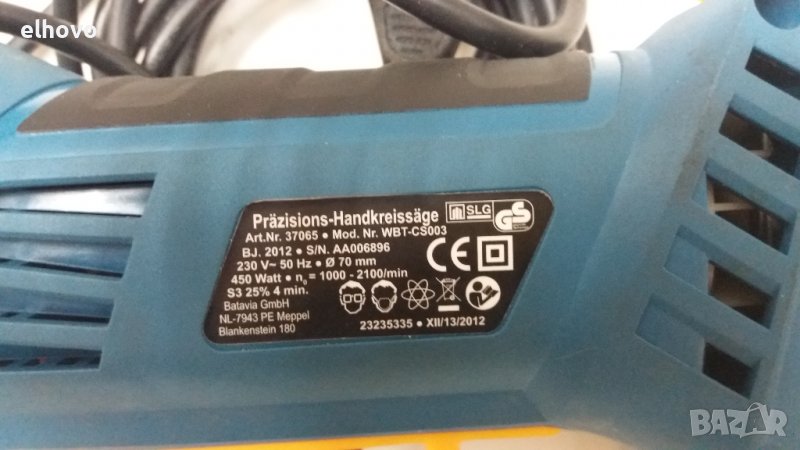 elhovo
Präzisions-Handkreissäge
SLG
GS
Art.Nr. 37065 • Mod. Nr. WBT-CS003
BJ. 2012 • S/N. AA006896
230 V~ 50 Hz • Ø 70 mm
450 Watt • n₀ = 1000 - 2100/min
S3 25% 4 min.
CE
Batavia GmbH
NL-7943 PE Meppel
Blankenstein 180
23235335 • XII/13/2012
BAZAR